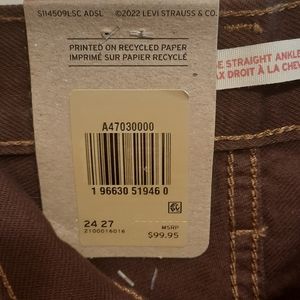 S114509LSC ADSL ©2022 LEVI STRAUSS & CO.
PRINTED ON RECYCLED PAPER
IMPRIMÉ SUR PAPIER RECYCLÉ
E STRAIGHT ANKLE
AX DROIT À LA CHEV
A47030000
1 96630 51946 0
24 27
2100016016
MSRP
$99.95